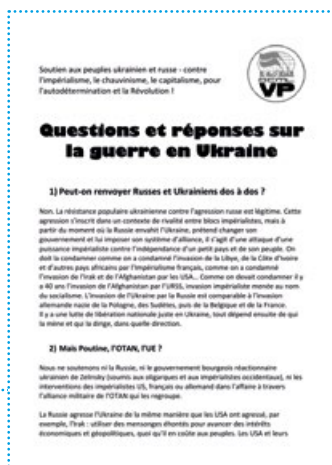 Soutien aux peuples ukrainien et russe - contre
l'impérialisme, le chauvinisme, le capitalisme, pour
l'autodétermination et la Révolution !
VP
Questions et réponses sur
la guerre en Ukraine
1) Peut-on renvoyer Russes et Ukrainiens dos à dos ?
Non. La résistance populaire ukrainienne contre l'agression russe est légitime. Cette
agression s'inscrit dans un contexte de rivalité entre blocs impérialistes, mais à
partir du moment où la Russie envahit l'Ukraine, prétend changer son
gouvernement et lui imposer son système d'alliance, il s'agit d'une attaque d'une
puissance impérialiste contre l'indépendance d'un petit pays et de son peuple. On
doit la condamner comme on a condamné l'invasion de la Libye, de la Côte d'Ivoire
et d'autres pays africains par l'impérialisme français, comme on a condamné
l'invasion de l'Irak et de l'Afghanistan par les USA... Comme on devait condamner il y
a 40 ans l'invasion de l'Afghanistan par l'URSS, invasion impérialiste menée au nom
du socialisme. L'invasion de l'Ukraine par la Russie est comparable à l'invasion
allemande nazie de la Pologne, des Sudètes, puis de la Belgique et de la France.
Il y a une lutte de libération nationale juste en Ukraine, tout dépend ensuite de qui
la mène et qui la dirige, dans quelle direction.
2) Mais Poutine, l'OTAN, l'UE ?
Nous ne soutenons ni la Russie, ni le gouvernement bourgeois réactionnaire
ukrainien de Zelinsky (soumis aux oligarques et aux impérialistes occidentaux), ni les
interventions des impérialistes US, français ou allemand dans l'affaire à travers
l'alliance militaire de l'OTAN qui les regroupe.
La Russie agresse l'Ukraine de la même manière que les USA ont agressé, par
exemple, l'Irak : utiliser des mensonges éhontés pour avancer des intérêts
économiques et géopolitiques, quoi qu'il en coûte aux peuples. Les USA et leurs